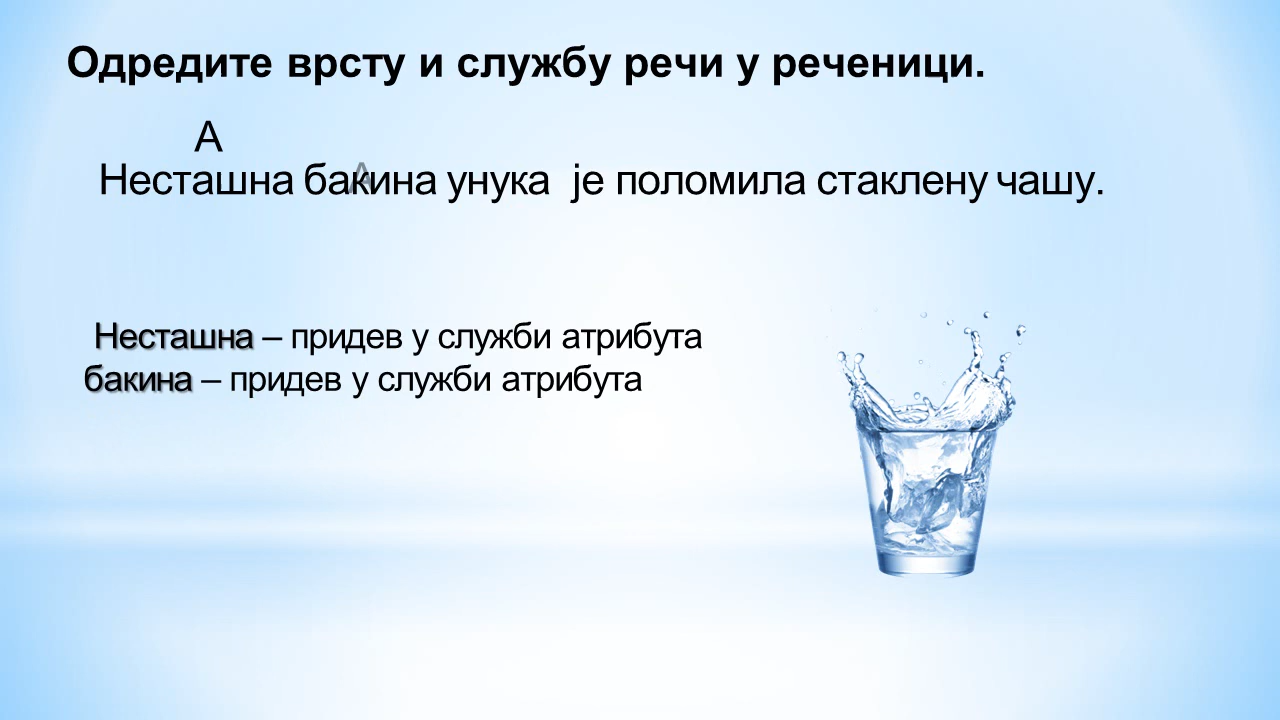 Одредите врсту и службу речи у реченици.
А
А
Несташна бакина унука је поломила стаклену чашу.
Несташна – придев у служби атрибута
бакина – придев у служби атрибута